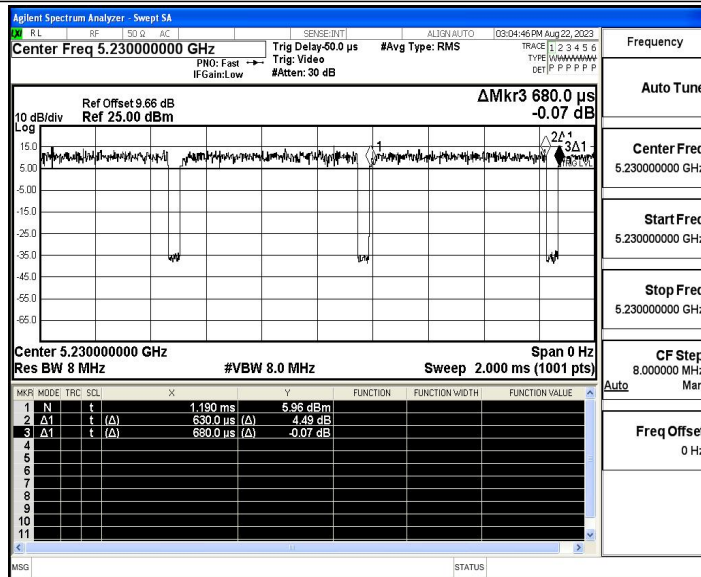 Agilent Spectrum Analyzer - Swept SA
RL RF 50 Ω AC SENSE:INT ALIGN AUTO 03:04:46 PM Aug 22, 2023
Center Freq 5.230000000 GHz
PNO: Fast
IFGain:Low
Trig Delay-50.0 µs
Trig: Video
#Atten: 30 dB
#Avg Type: RMS
TRACE 1 2 3 4 5 6
TYPE WWWWWW
DET P P P P P P
Ref Offset 9.66 dB
10 dB/div Ref 25.00 dBm
ΔMkr3 680.0 µs
-0.07 dB
Log
15.0
5.00
-5.00
-15.0
-25.0
-35.0
-45.0
-55.0
-65.0
1
2Δ1
3Δ1
TRIG LVL
Center 5.230000000 GHz Span 0 Hz
Res BW 8 MHz #VBW 8.0 MHz Sweep 2.000 ms (1001 pts)
MKR MODE TRC SCL X Y FUNCTION FUNCTION WIDTH FUNCTION VALUE
1 N t 1.190 ms 5.96 dBm
2 Δ1 t (Δ) 630.0 µs (Δ) 4.49 dB
3 Δ1 t (Δ) 680.0 µs (Δ) -0.07 dB
4
5
6
7
8
9
10
11
MSG STATUS
Frequency
Auto Tune
Center Freq
5.230000000 GHz
Start Freq
5.230000000 GHz
Stop Freq
5.230000000 GHz
CF Step
8.000000 MHz
Auto Man
Freq Offset
0 Hz